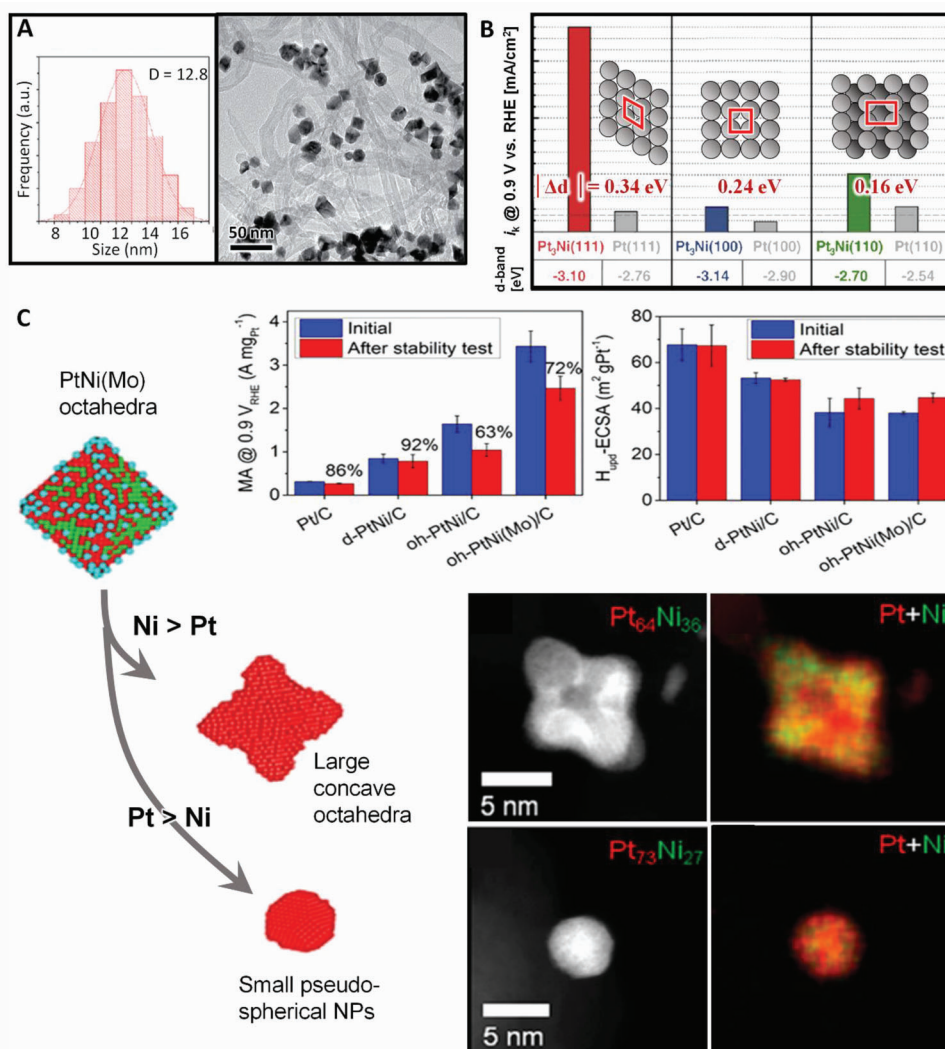 A
D = 12.8
Frequency (a.u.)
8 10 12 14 16
Size (nm)
50 nm
B
i_k @ 0.9 V vs. RHE [mA/cm²]
| Δd | = 0.34 eV
0.24 eV
0.16 eV
Pt₃Ni(111) Pt(111) Pt₃Ni(100) Pt(100) Pt₃Ni(110) Pt(110)
d-band
[eV]
-3.10 -2.76 -3.14 -2.90 -2.70 -2.54
C
PtNi(Mo)
octahedra
Ni > Pt
Large
concave
octahedra
Pt > Ni
Small pseudo-
spherical NPs
MA @ 0.9 V_RHE (A mg_Pt⁻¹)
4
3
2
1
0
Initial
After stability test
86%
92%
63%
72%
Pt/C
d-PtNi/C
oh-PtNi/C
oh-PtNi(Mo)/C
H_upd-ECSA (m² gPt⁻¹)
80
60
40
20
0
Initial
After stability test
Pt/C
d-PtNi/C
oh-PtNi/C
oh-PtNi(Mo)/C
Pt₆₄Ni₃₆
5 nm
Pt+Ni
Pt₇₃Ni₂₇
5 nm
Pt+Ni